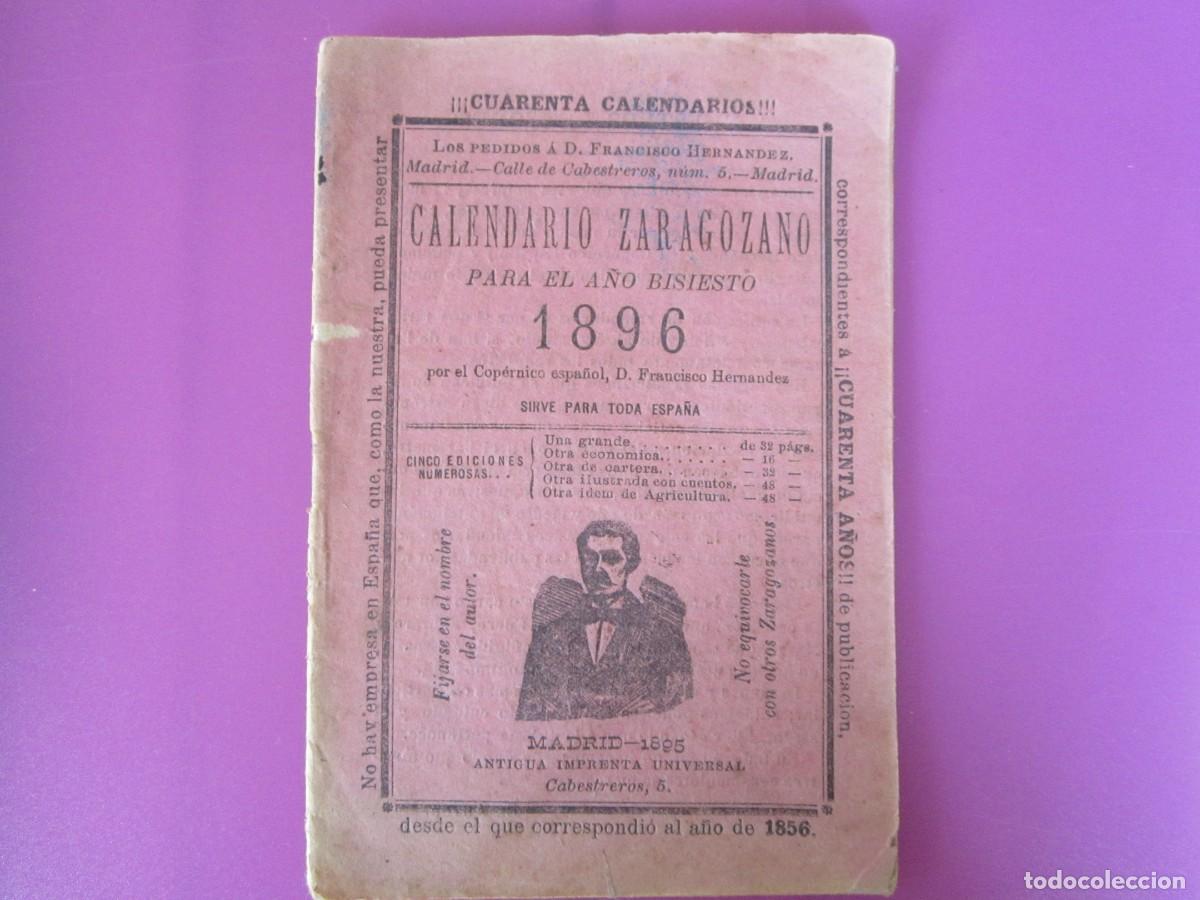 No hay empresa en España que, como la nuestra, pueda presentar
¡¡¡CUARENTA CALENDARIOS!!!
correspondientes á ¡¡CUARENTA AÑOS!! de publicacion,
desde el que correspondió al año de 1856.
LOS PEDIDOS Á D. FRANCISCO HERNANDEZ.
Madrid.—Calle de Cabestreros, núm. 5.—Madrid.
CALENDARIO ZARAGOZANO
PARA EL AÑO BISIESTO
1896
por el Copérnico español, D. Francisco Hernandez
SIRVE PARA TODA ESPAÑA
CINCO EDICIONES
NUMEROSAS...
Una grande. . . . . . . . . . de 32 págs.
Otra economica. . . . . . . — 16 —
Otra de cartera. . . . . . . — 32 —
Otra ilustrada con cuentos. — 48 —
Otra idem de Agricultura. — 48 —
Fijarse en el nombre
del autor.
No equivocarle
con otros Zaragozanos
MADRID—1895
ANTIGUA IMPRENTA UNIVERSAL
Cabestreros, 5.
todocoleccion